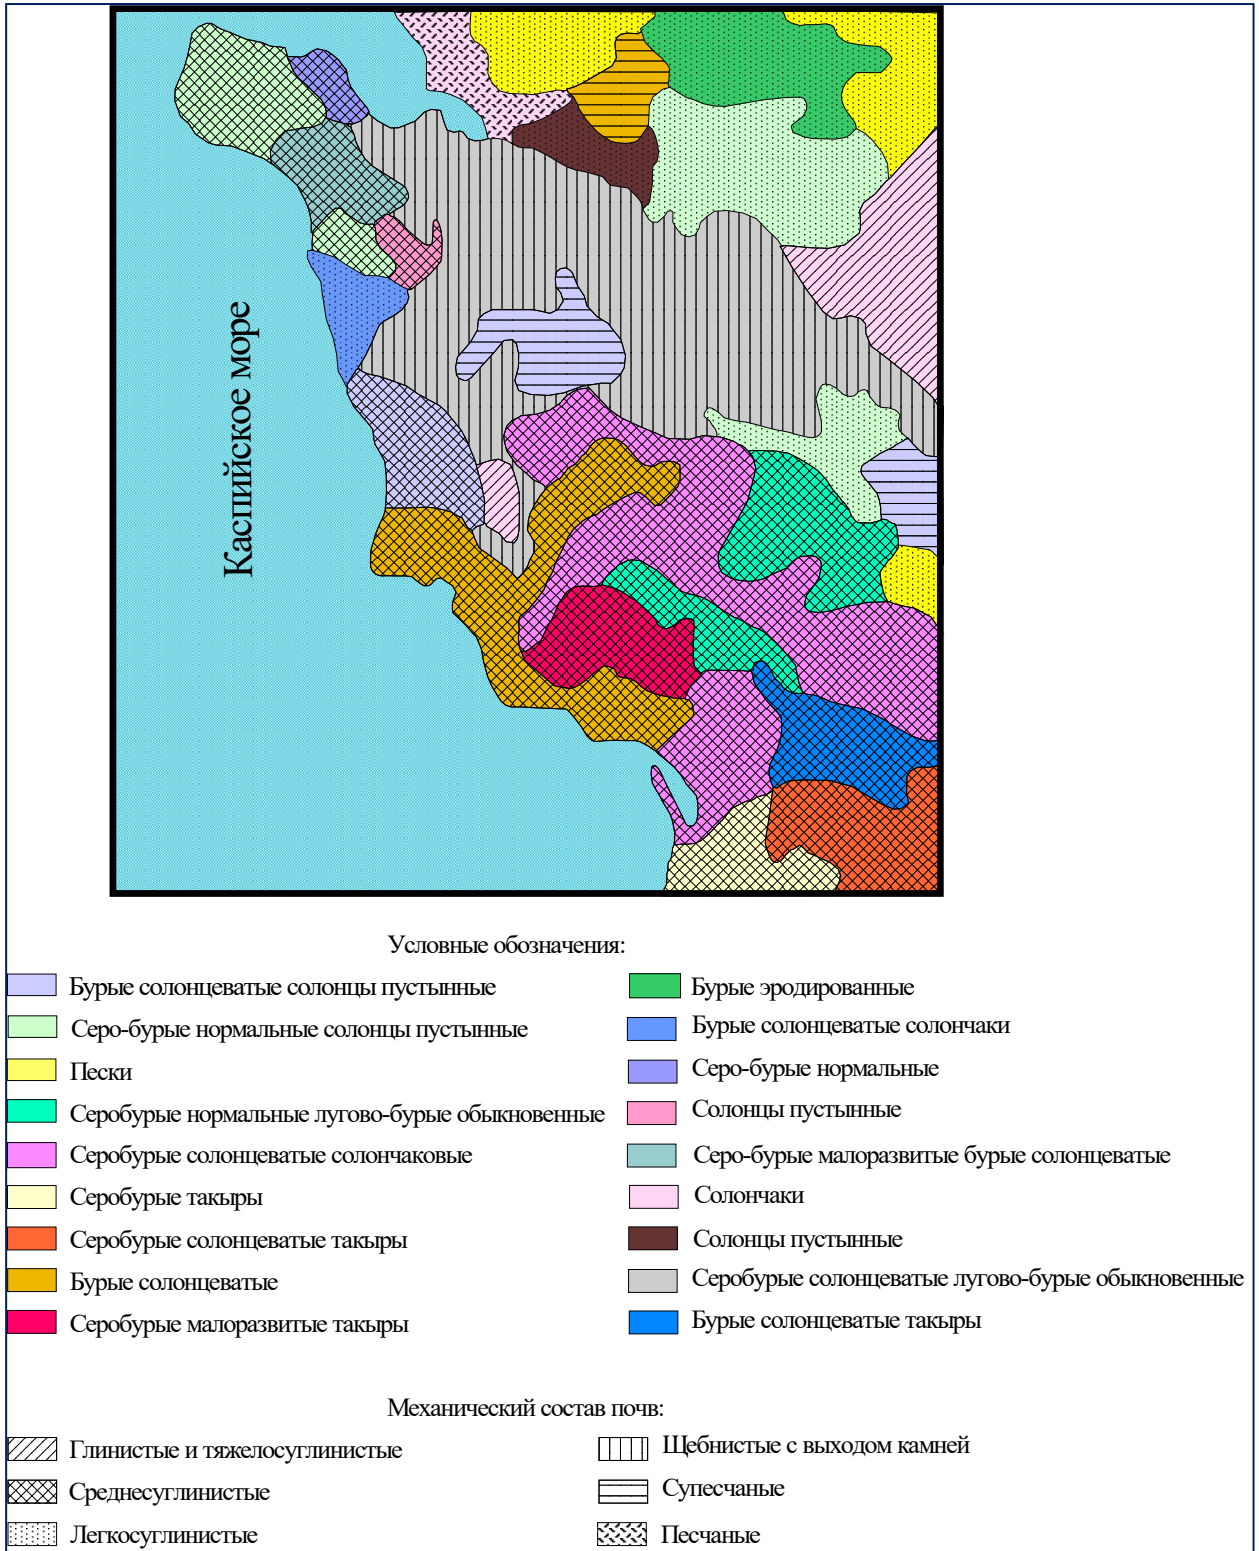 Каспийское море
Условные обозначения:
Бурые солонцеватые солонцы пустынные
Серо-бурые нормальные солонцы пустынные
Пески
Серобурые нормальные лугово-бурые обыкновенные
Серобурые солонцеватые солончаковые
Серобурые такыры
Серобурые солонцеватые такыры
Бурые солонцеватые
Серобурые малоразвитые такыры
Бурые эродированные
Бурые солонцеватые солончаки
Серо-бурые нормальные
Солонцы пустынные
Серо-бурые малоразвитые бурые солонцеватые
Солончаки
Солонцы пустынные
Серобурые солонцеватые лугово-бурые обыкновенные
Бурые солонцеватые такыры
Механический состав почв:
Глинистые и тяжелосуглинистые
Среднесуглинистые
Легкосуглинистые
Щебнистые с выходом камней
Супесчаные
Песчаные